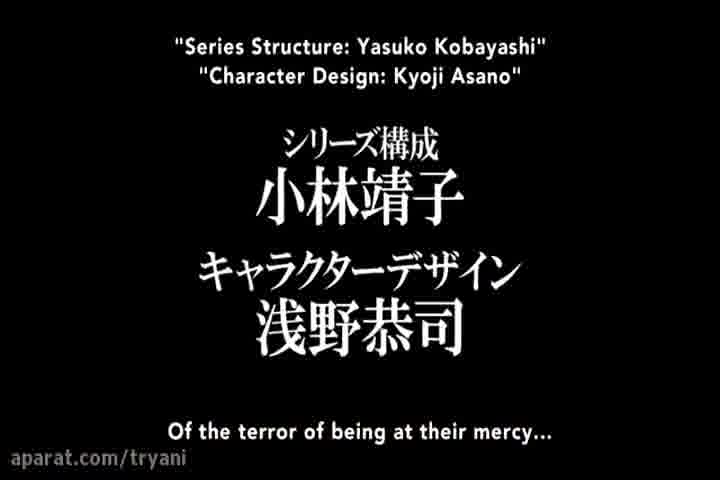 "Series Structure: Yasuko Kobayashi"
"Character Design: Kyoji Asano"
シリーズ構成
小林靖子
キャラクターデザイン
浅野恭司
Of the terror of being at their mercy...
aparat.com/tryani